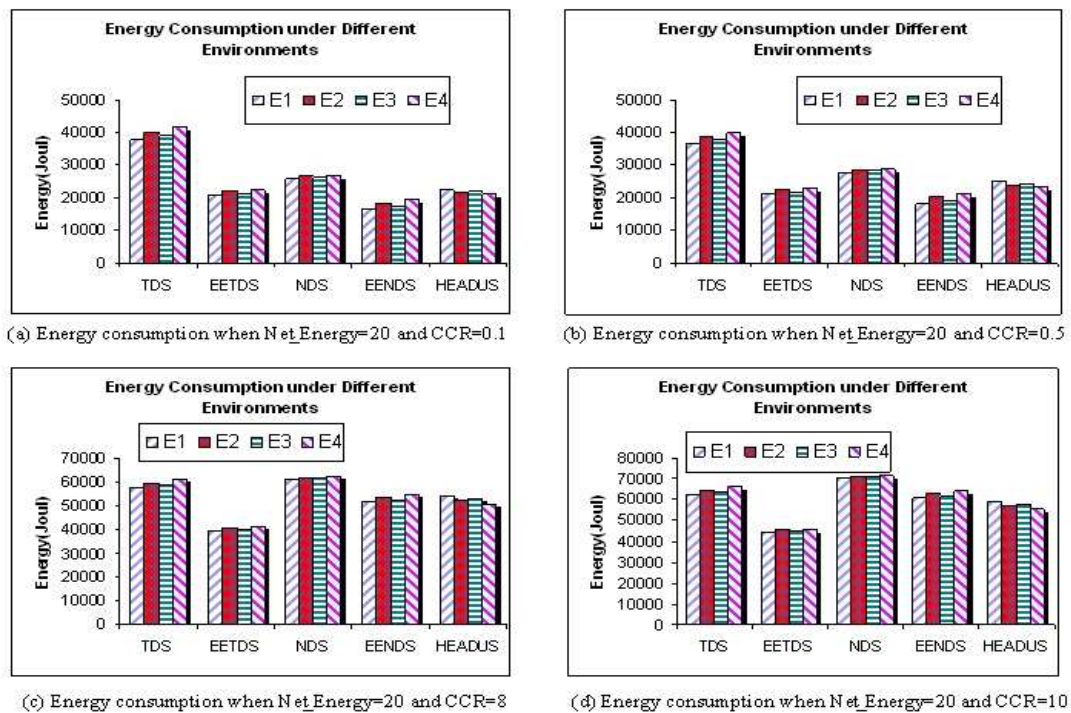 Energy Consumption under Different
Environments
E1 E2 E3 E4
50000
40000
30000
20000
10000
0
Energy(Joul)
TDS EETDS NDS EENDS HEADUS
(a) Energy consumption when Net_Energy=20 and CCR=0.1
Energy Consumption under Different
Environments
E1 E2 E3 E4
50000
40000
30000
20000
10000
0
Energy(Joul)
TDS EETDS NDS EENDS HEADUS
(b) Energy consumption when Net_Energy=20 and CCR=0.5
Energy Consumption under Different
Environments
E1 E2 E3 E4
70000
60000
50000
40000
30000
20000
10000
0
Energy(Joul)
TDS EETDS NDS EENDS HEADUS
(c) Energy consumption when Net_Energy=20 and CCR=8
Energy Consumption under Different
Environments
E1 E2 E3 E4
80000
70000
60000
50000
40000
30000
20000
10000
0
Energy(Joul)
TDS EETDS NDS EENDS HEADUS
(d) Energy consumption when Net_Energy=20 and CCR=10